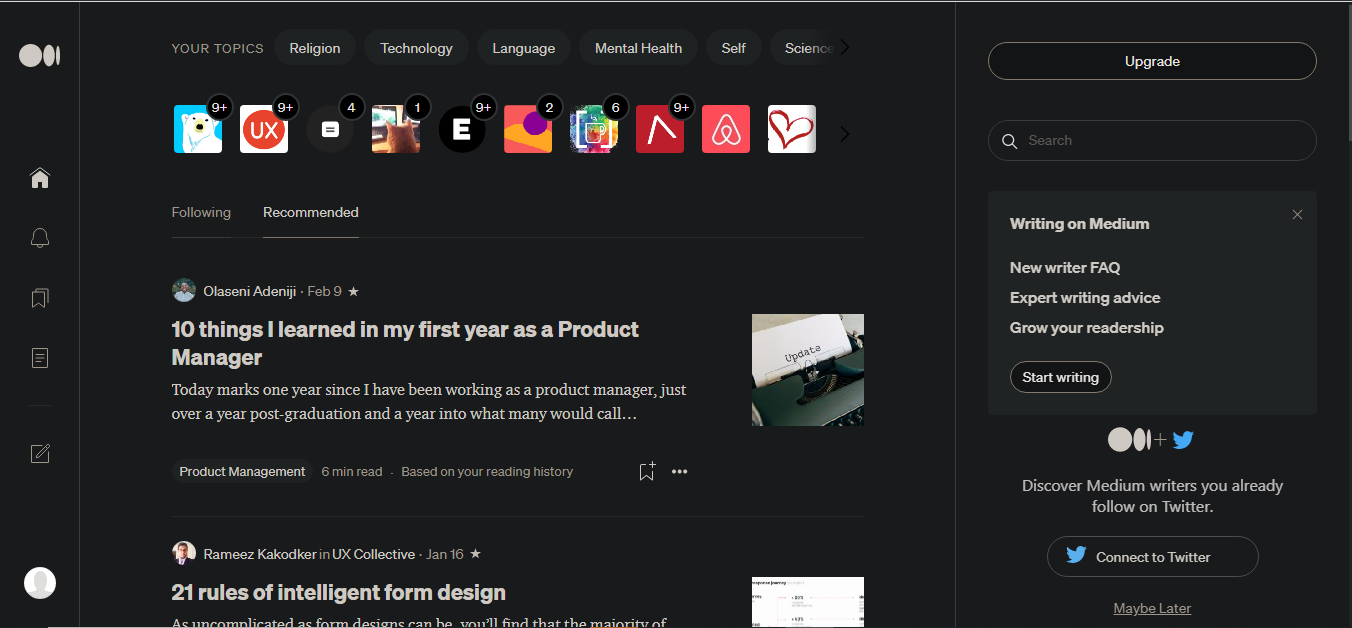 YOUR TOPICS Religion Technology Language Mental Health Self Science
9+ 9+ 4 1 9+ 2 6 9+
UX E
Following Recommended
Olaseni Adeniji · Feb 9 ★
10 things I learned in my first year as a Product
Manager
Today marks one year since I have been working as a product manager, just
over a year post-graduation and a year into what many would call…
Update
Product Management 6 min read · Based on your reading history
Rameez Kakodker in UX Collective · Jan 16 ★
21 rules of intelligent form design
As uncomplicated as form designs can be, you’ll find that the majority of
Upgrade
Search
Writing on Medium
New writer FAQ
Expert writing advice
Grow your readership
Start writing
Discover Medium writers you already
follow on Twitter.
Connect to Twitter
Maybe Later